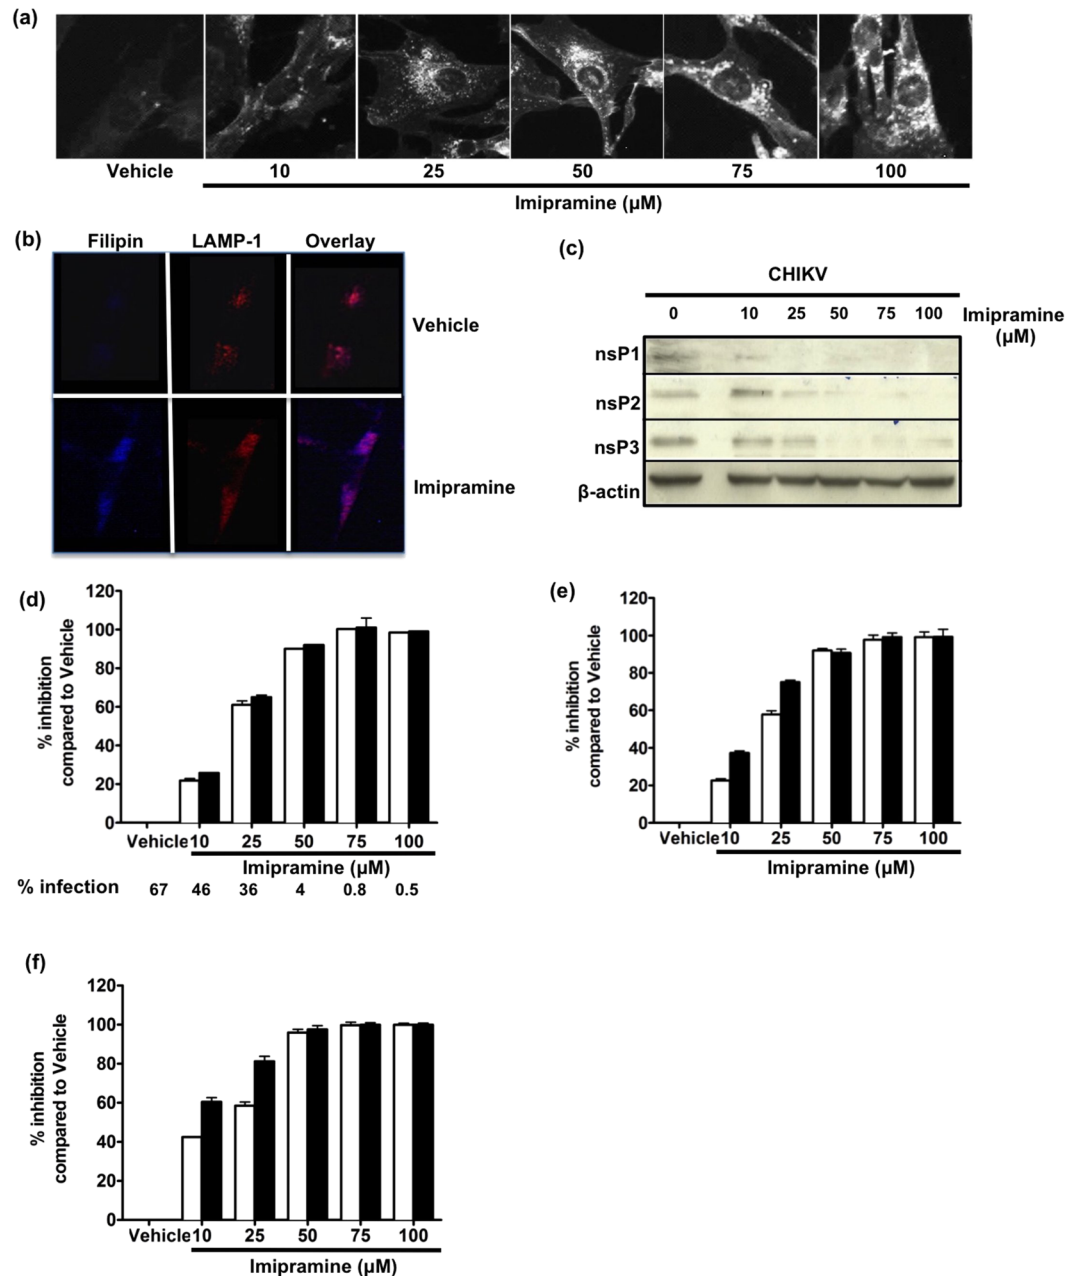 (a)
Vehicle 10 25 50 75 100
Imipramine (µM)
(b)
Filipin LAMP-1 Overlay
Vehicle
Imipramine
(c)
CHIKV
0 10 25 50 75 100 Imipramine
(µM)
nsP1
nsP2
nsP3
β-actin
(d)
% inhibition
compared to Vehicle
120
100
80
60
40
20
0
Vehicle 10 25 50 75 100
Imipramine (µM)
% infection 67 46 36 4 0.8 0.5
(e)
% inhibition
compared to Vehicle
120
100
80
60
40
20
0
Vehicle 10 25 50 75 100
Imipramine (µM)
(f)
% inhibition
compared to Vehicle
120
100
80
60
40
20
0
Vehicle 10 25 50 75 100
Imipramine (µM)